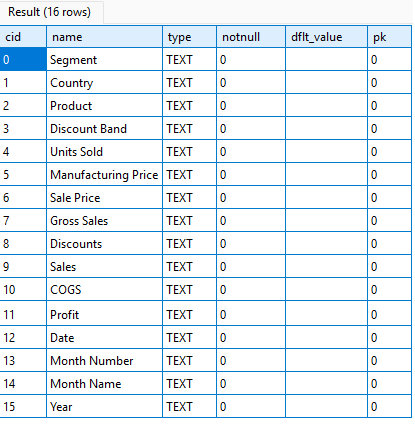 Result (16 rows)
cid name type notnull dflt_value pk
0 Segment TEXT 0 0
1 Country TEXT 0 0
2 Product TEXT 0 0
3 Discount Band TEXT 0 0
4 Units Sold TEXT 0 0
5 Manufacturing Price TEXT 0 0
6 Sale Price TEXT 0 0
7 Gross Sales TEXT 0 0
8 Discounts TEXT 0 0
9 Sales TEXT 0 0
10 COGS TEXT 0 0
11 Profit TEXT 0 0
12 Date TEXT 0 0
13 Month Number TEXT 0 0
14 Month Name TEXT 0 0
15 Year TEXT 0 0